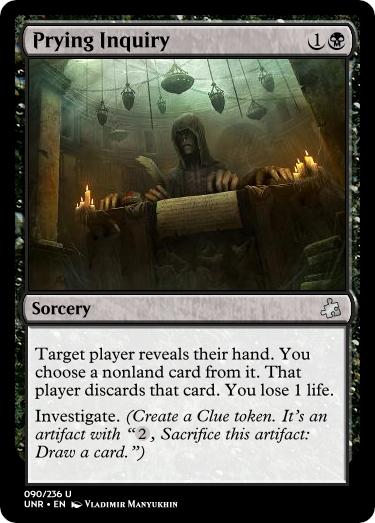 Prying Inquiry 1
Sorcery
Target player reveals their hand. You
choose a nonland card from it. That
player discards that card. You lose 1 life.
Investigate. (Create a Clue token. It's an
artifact with “2, Sacrifice this artifact:
Draw a card.”)
090/236 U
UNR • EN Vladimir Manyukhin